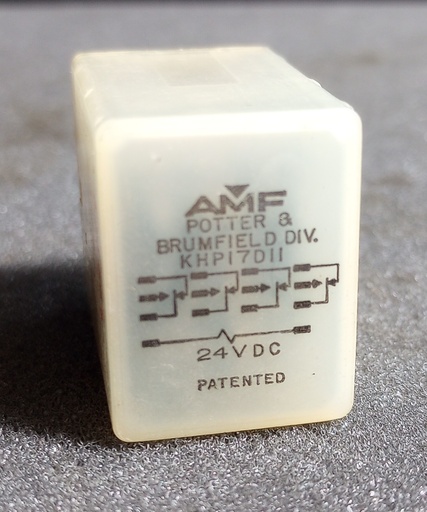 AMF
POTTER &
BRUMFIELD DIV.
KHP17D11
24VDC
PATENTED